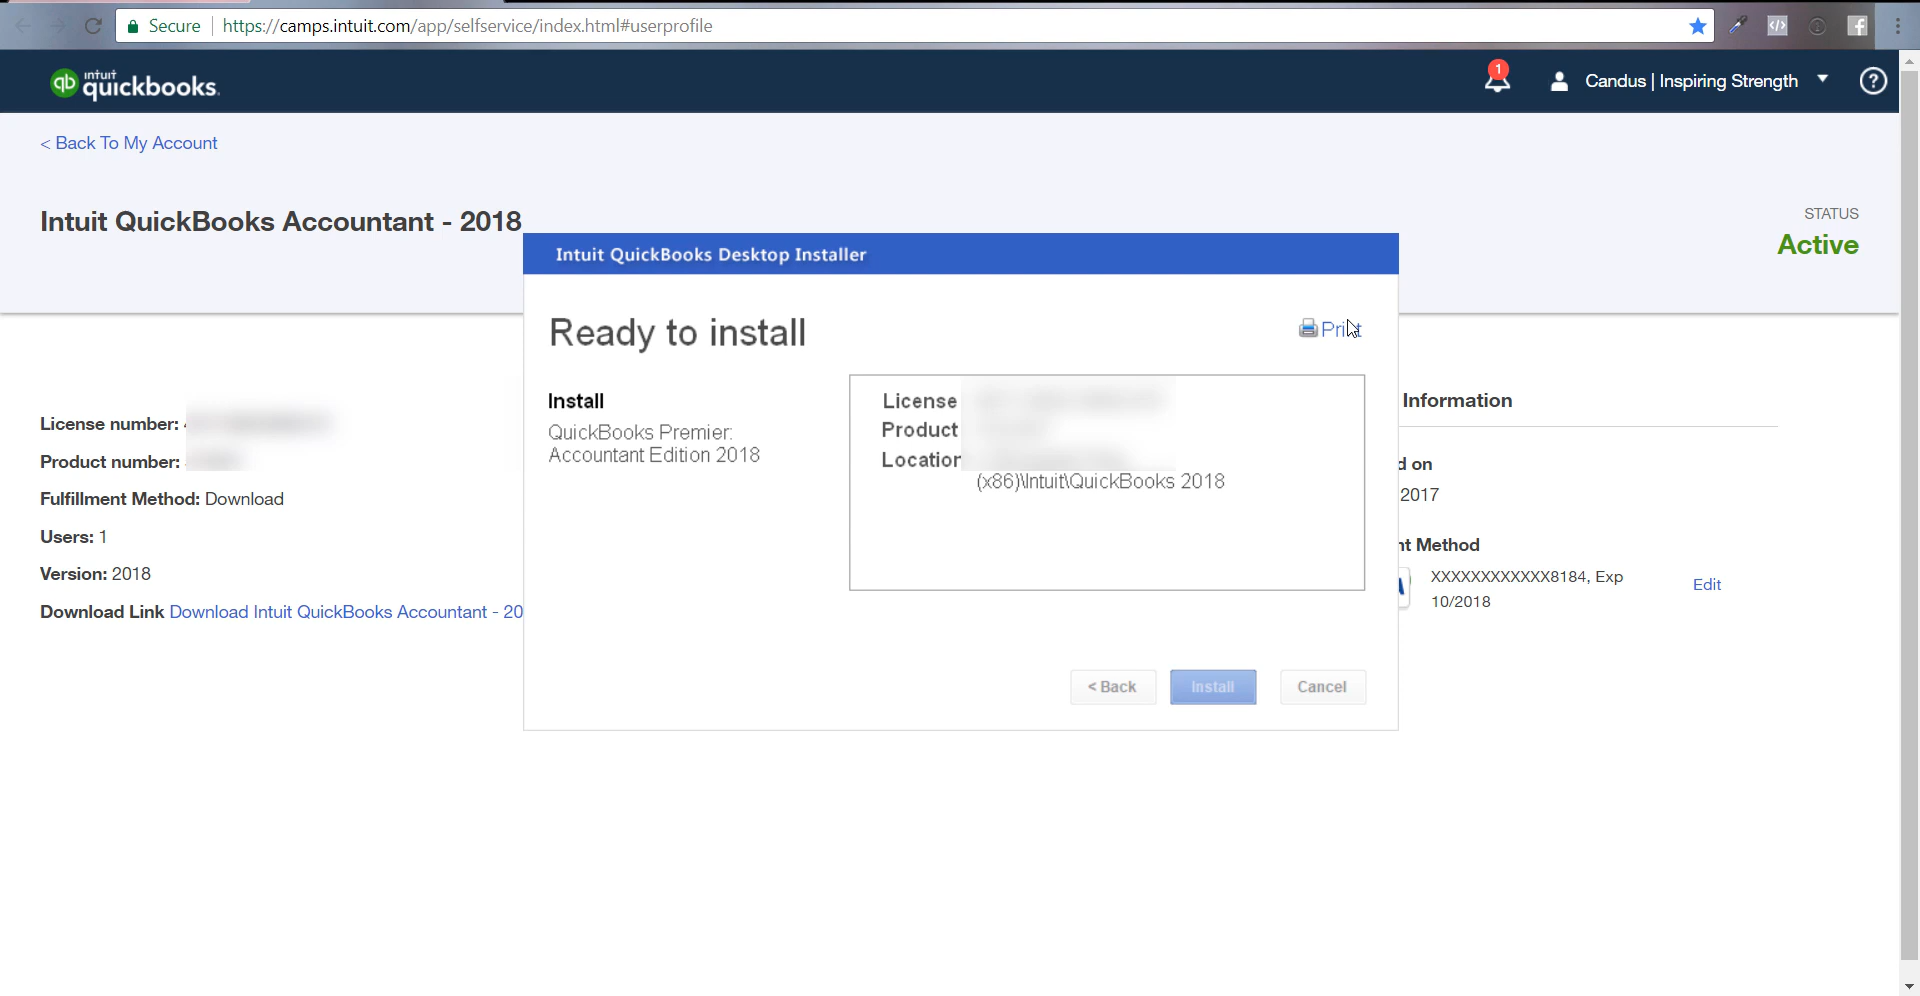 Secure https://camps.intuit.com/app/selfservice/index.html#userprofile
intuit quickbooks.
1
Candus | Inspiring Strength
?
< Back To My Account
Intuit QuickBooks Accountant - 2018
STATUS
Active
Intuit QuickBooks Desktop Installer
Ready to install
Print
Install
QuickBooks Premier:
Accountant Edition 2018
License
Product
Location
(x86)\Intuit\QuickBooks 2018
< Back
Install
Cancel
License number:
Product number:
Fulfillment Method: Download
Users: 1
Version: 2018
Download Link Download Intuit QuickBooks Accountant - 20
Information
d on
2017
nt Method
XXXXXXXXXXXX8184, Exp
10/2018
Edit